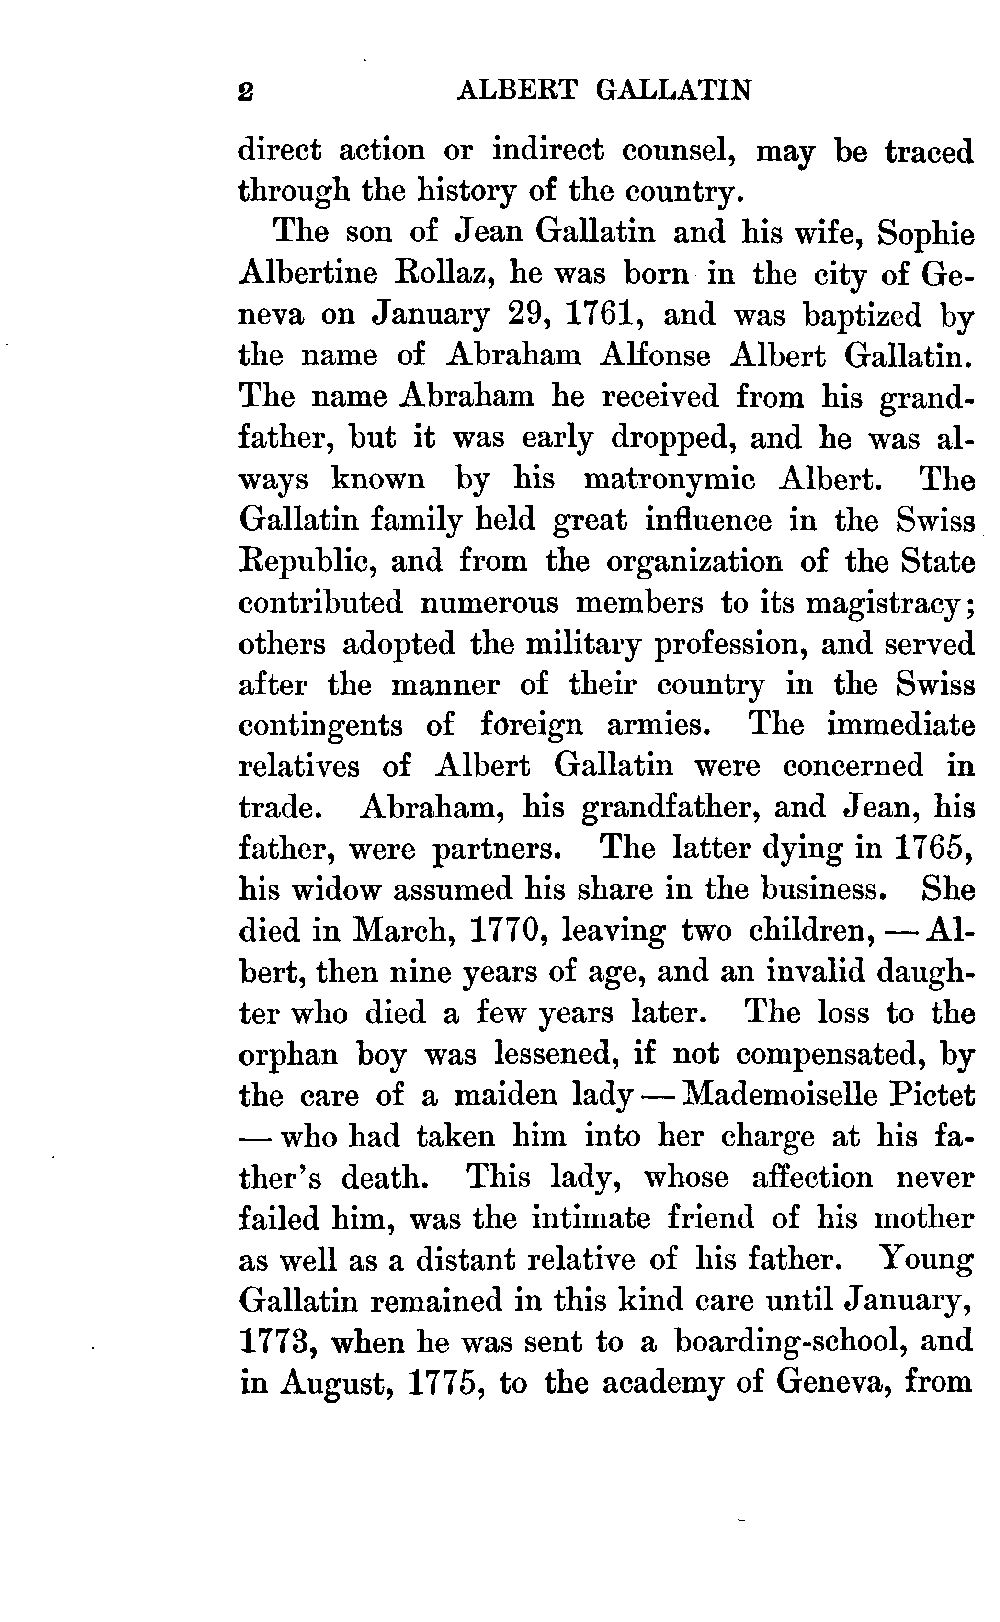 2 ALBERT GALLATIN
direct action or indirect counsel, may be traced
through the history of the country.
The son of Jean Gallatin and his wife, Sophie
Albertine Rollaz, he was born in the city of Ge-
neva on January 29, 1761, and was baptized by
the name of Abraham Alfonse Albert Gallatin.
The name Abraham he received from his grand-
father, but it was early dropped, and he was al-
ways known by his matronymic Albert. The
Gallatin family held great influence in the Swiss
Republic, and from the organization of the State
contributed numerous members to its magistracy;
others adopted the military profession, and served
after the manner of their country in the Swiss
contingents of foreign armies. The immediate
relatives of Albert Gallatin were concerned in
trade. Abraham, his grandfather, and Jean, his
father, were partners. The latter dying in 1765,
his widow assumed his share in the business. She
died in March, 1770, leaving two children, — Al-
bert, then nine years of age, and an invalid daugh-
ter who died a few years later. The loss to the
orphan boy was lessened, if not compensated, by
the care of a maiden lady — Mademoiselle Pictet
— who had taken him into her charge at his fa-
ther's death. This lady, whose affection never
failed him, was the intimate friend of his mother
as well as a distant relative of his father. Young
Gallatin remained in this kind care until January,
1773, when he was sent to a boarding-school, and
in August, 1775, to the academy of Geneva, from